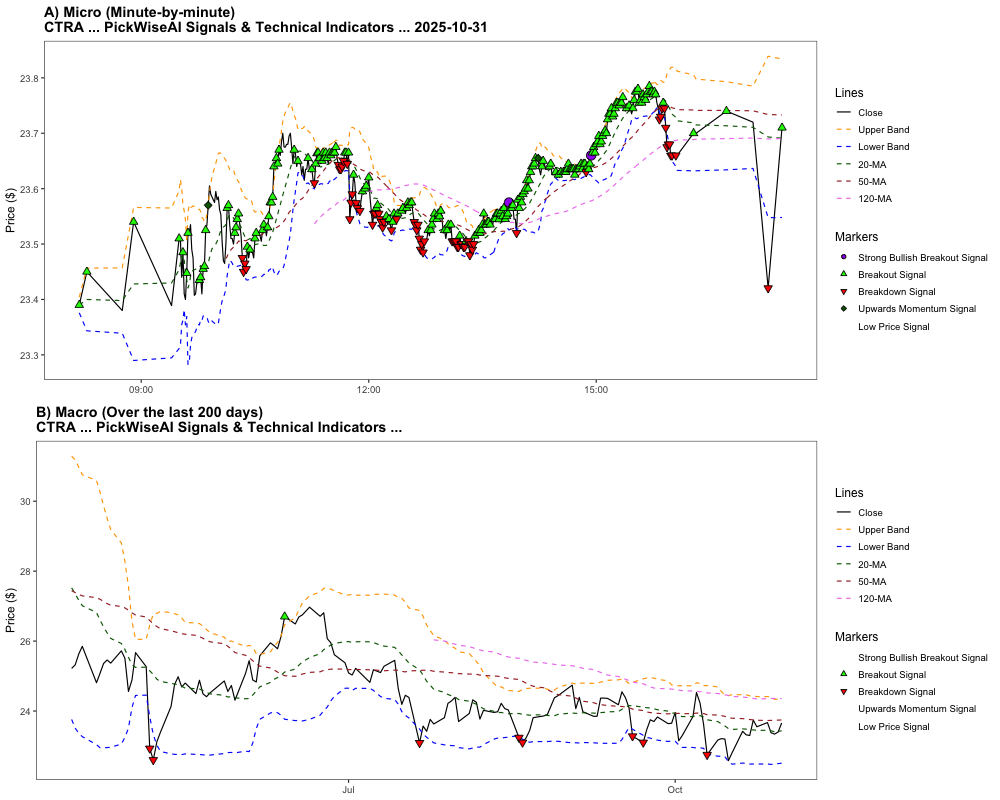 A) Micro (Minute-by-minute)
CTRA ... PickWiseAI Signals & Technical Indicators ... 2025-10-31
Price ($)
23.8
23.7
23.6
23.5
23.4
23.3
09:00
12:00
15:00
Lines
Close
Upper Band
Lower Band
20-MA
50-MA
120-MA
Markers
Strong Bullish Breakout Signal
Breakout Signal
Breakdown Signal
Upwards Momentum Signal
Low Price Signal
B) Macro (Over the last 200 days)
CTRA ... PickWiseAI Signals & Technical Indicators ...
Price ($)
30
28
26
24
Jul
Oct
Lines
Close
Upper Band
Lower Band
20-MA
50-MA
120-MA
Markers
Strong Bullish Breakout Signal
Breakout Signal
Breakdown Signal
Upwards Momentum Signal
Low Price Signal